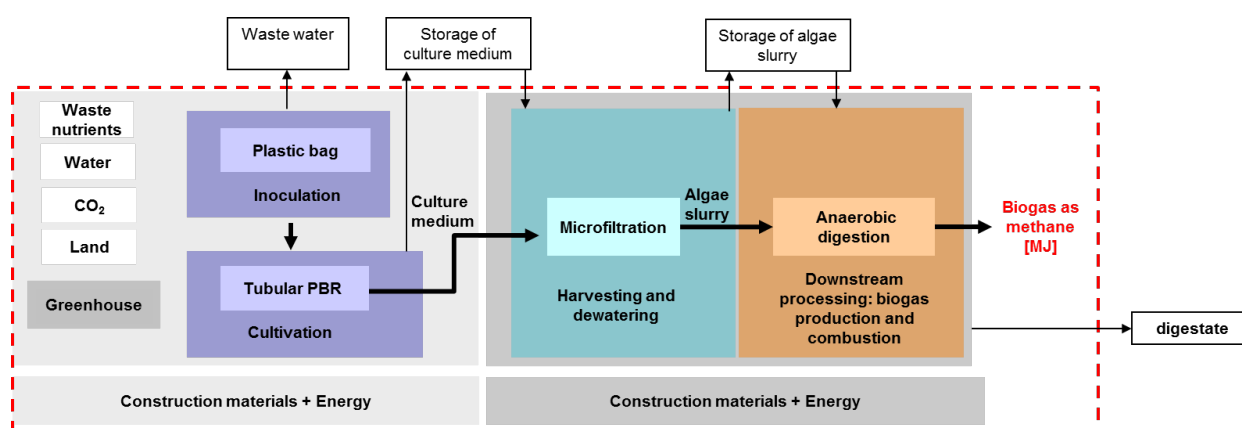 Waste water
Storage of
culture medium
Storage of algae
slurry
Waste
nutrients
Water
CO₂
Land
Greenhouse
Plastic bag
Inoculation
Tubular PBR
Cultivation
Culture
medium
Microfiltration
Harvesting and
dewatering
Algae
slurry
Anaerobic
digestion
Downstream
processing: biogas
production and
combustion
Biogas as
methane
[MJ]
digestate
Construction materials + Energy
Construction materials + Energy